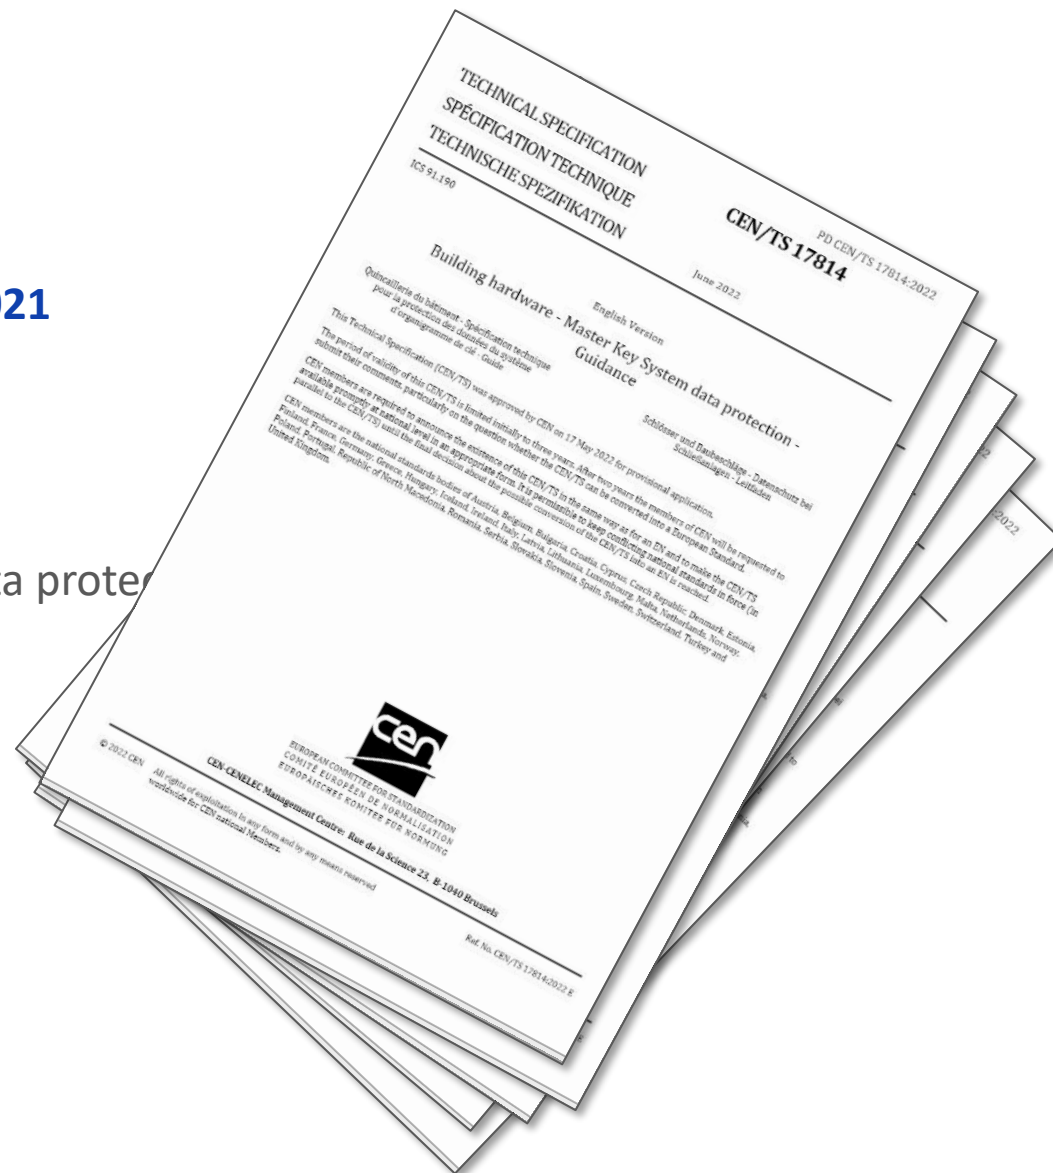 021
ta protec
TECHNICAL SPECIFICATION
SPÉCIFICATION TECHNIQUE
TECHNISCHE SPEZIFIKATION
PD CEN/TS 17814:2022
CEN/TS 17814
June 2022
ICS 91.190
English Version
Building hardware - Master Key System data protection -
Guidance
Quincaillerie du bâtiment - Spécification technique
pour la protection des données du système
d'organigramme de clé - Guide
Schlösser und Baubeschläge - Datenschutz bei
Schließanlagen - Leitfaden
This Technical Specification (CEN/TS) was approved by CEN on 17 May 2022 for provisional application.
The period of validity of this CEN/TS is limited initially to three years. After two years the members of CEN will be requested to
submit their comments, particularly on the question whether the CEN/TS can be converted into a European Standard.
CEN members are required to announce the existence of this CEN/TS in the same way as for an EN and to make the CEN/TS
available promptly at national level in an appropriate form. It is permissible to keep conflicting national standards in force (in
parallel to the CEN/TS) until the final decision about the possible conversion of the CEN/TS into an EN is reached.
CEN members are the national standards bodies of Austria, Belgium, Bulgaria, Croatia, Cyprus, Czech Republic, Denmark, Estonia,
Finland, France, Germany, Greece, Hungary, Iceland, Ireland, Italy, Latvia, Lithuania, Luxembourg, Malta, Netherlands, Norway,
Poland, Portugal, Republic of North Macedonia, Romania, Serbia, Slovakia, Slovenia, Spain, Sweden, Switzerland, Turkey and
United Kingdom.
cen
EUROPEAN COMMITTEE FOR STANDARDIZATION
COMITÉ EUROPÉEN DE NORMALISATION
EUROPÄISCHES KOMITEE FÜR NORMUNG
CEN-CENELEC Management Centre: Rue de la Science 23, B-1040 Brussels
© 2022 CEN
All rights of exploitation in any form and by any means reserved
worldwide for CEN national Members.
Ref. No. CEN/TS 17814:2022 E
:2022
to